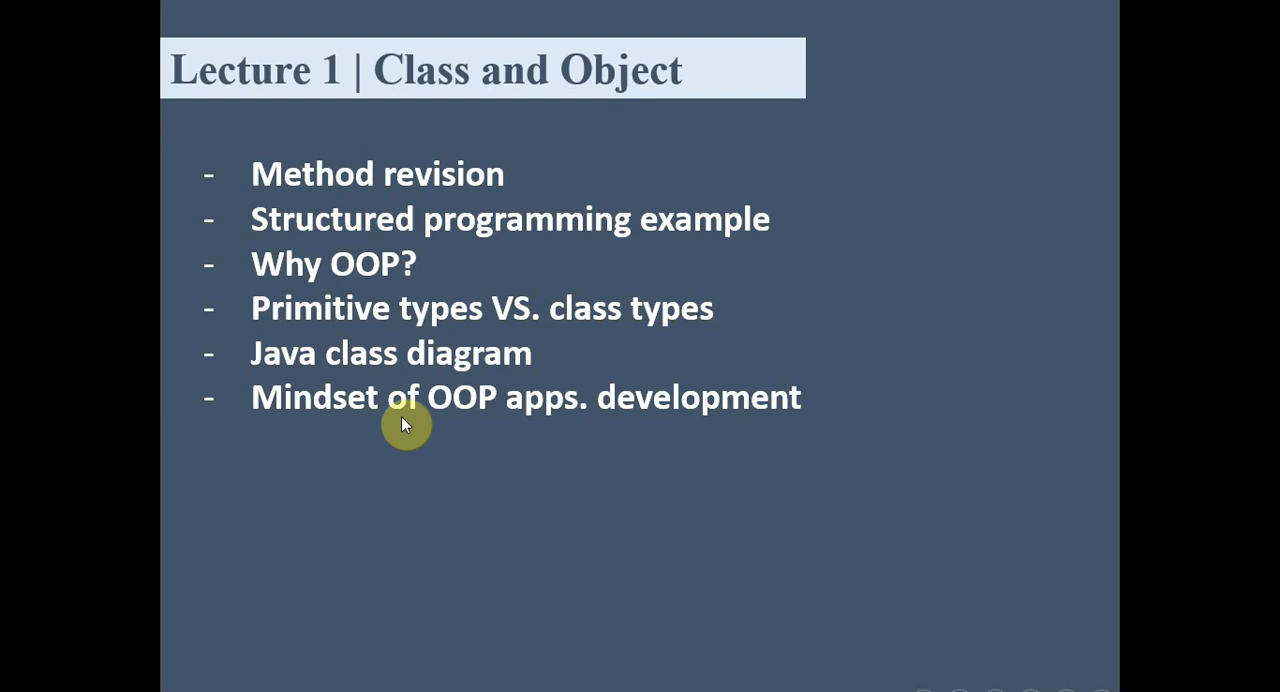 Lecture 1 | Class and Object
- Method revision
- Structured programming example
- Why OOP?
- Primitive types VS. class types
- Java class diagram
- Mindset of OOP apps. development